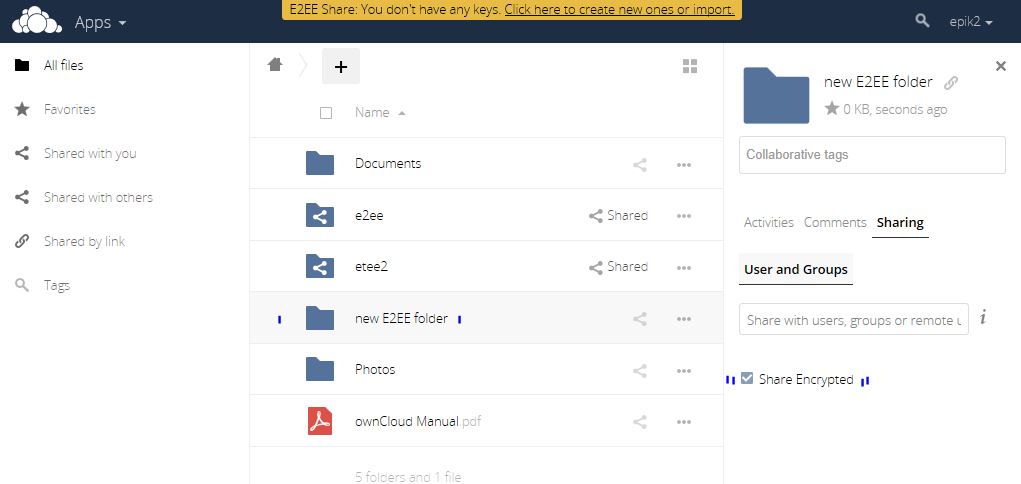 E2EE Share: You don't have any keys. Click here to create new ones or import.
Apps
epik2
All files
Favorites
Shared with you
Shared with others
Shared by link
Tags
Name
Documents
e2ee Shared
etee2 Shared
new E2EE folder
Photos
ownCloud Manual.pdf
5 folders and 1 file
new E2EE folder
0 KB, seconds ago
Collaborative tags
Activities Comments Sharing
User and Groups
Share with users, groups or remote u
i
Share Encrypted